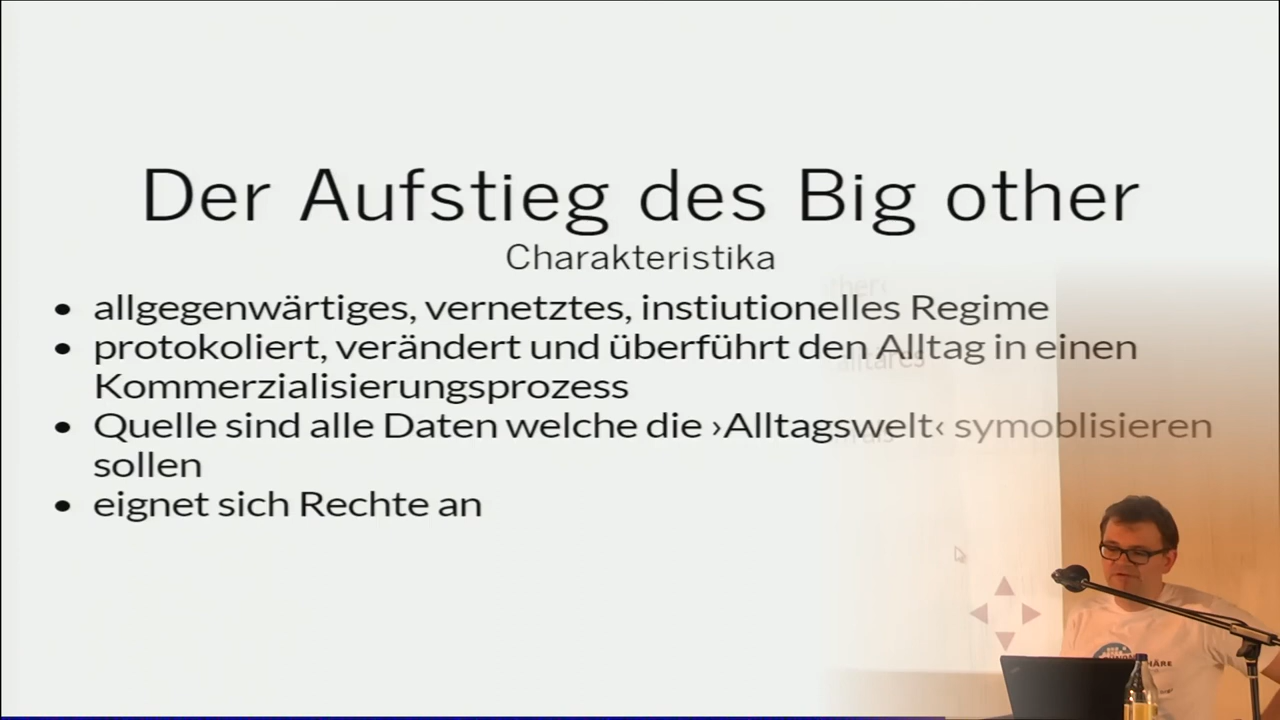 Der Aufstieg des Big other
Charakteristika
• allgegenwärtiges, vernetztes, instiutionelles Regime
• protokoliert, verändert und überführt den Alltag in einen
Kommerzialisierungsprozess
• Quelle sind alle Daten welche die ›Alltagswelt‹ symoblisieren
sollen
• eignet sich Rechte an